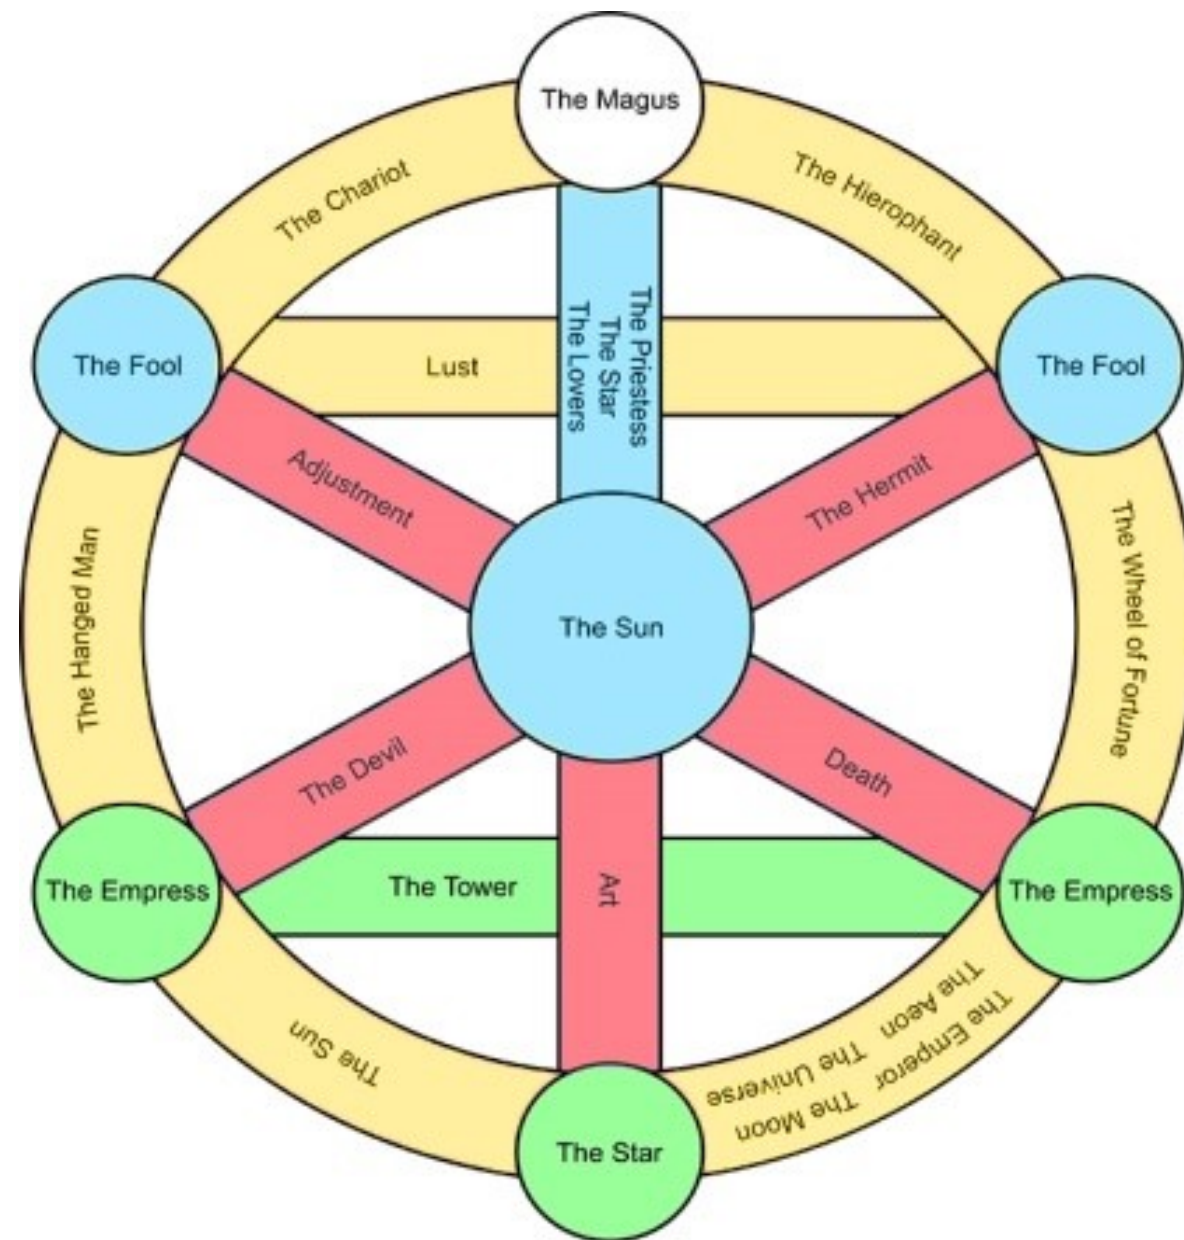 The Magus
The Chariot
The Hierophant
The Fool
The Fool
Lust
The Priestess
The Star
The Lovers
Adjustment
The Hermit
The Hanged Man
The Wheel of Fortune
The Sun
The Devil
Death
The Empress
The Tower
Art
The Empress
The Sun
The Aeon The Universe
The Emperor The Moon
The Star